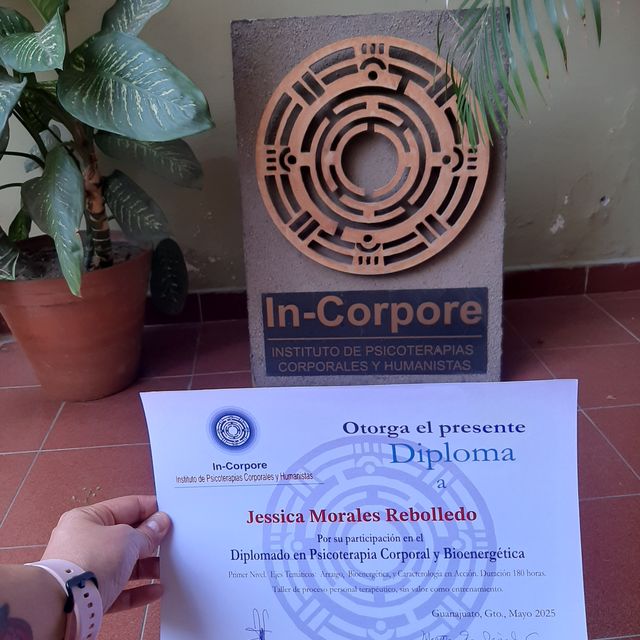 In-Corpore
INSTITUTO DE PSICOTERAPIAS
CORPORALES Y HUMANISTAS
In-Corpore
Instituto de Psicoterapias Corporales y Humanistas
Otorga el presente
Diploma
a
Jessica Morales Rebolledo
Por su participación en el
Diplomado en Psicoterapia Corporal y Bioenergética
Primer Nivel. Ejes Temáticos: Arraigo, Bioenergética, y Caracterología en Acción. Duración 180 horas.
Taller de proceso personal terapéutico, sin valor como entrenamiento.
Guanajuato, Gto., Mayo 2025